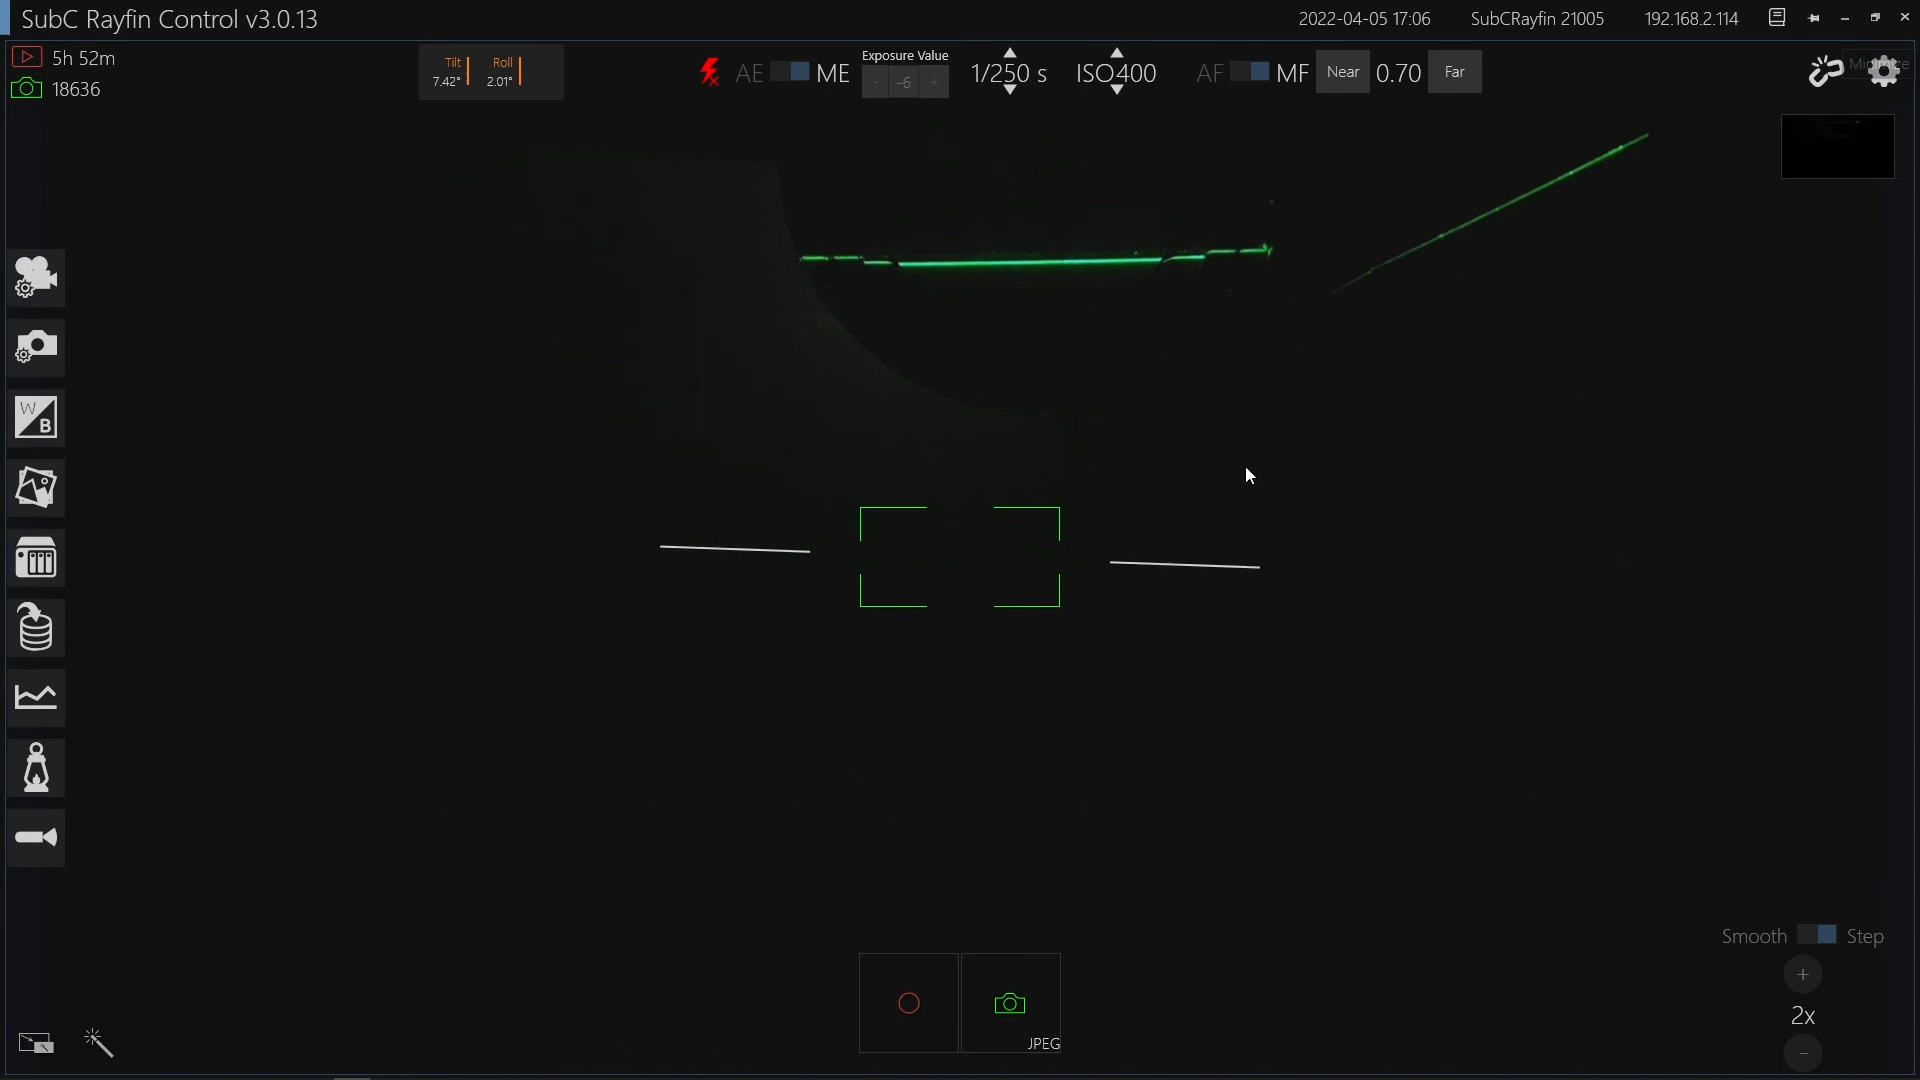 SubC Rayfin Control v3.0.13
2022-04-05 17:06 SubCRayfin 21005 192.168.2.114
5h 52m
18636
Tilt Roll
7.42° 2.01°
AE ME
Exposure Value
- -6 +
1/250 s
ISO400
AF MF
Near 0.70 Far
Minimize
W
B
Smooth Step
+
2x
-
JPEG